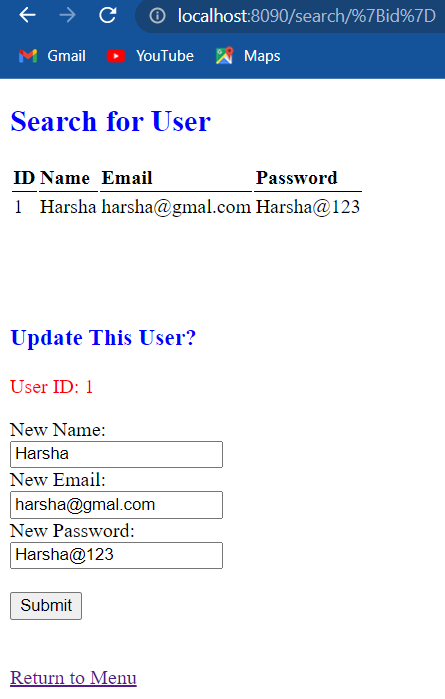 localhost:8090/search/%7Bid%7D
Gmail YouTube Maps
Search for User
ID Name Email Password
1 Harsha harsha@gmal.com Harsha@123
Update This User?
User ID: 1
New Name:
Harsha
New Email:
harsha@gmal.com
New Password:
Harsha@123
Submit
Return to Menu